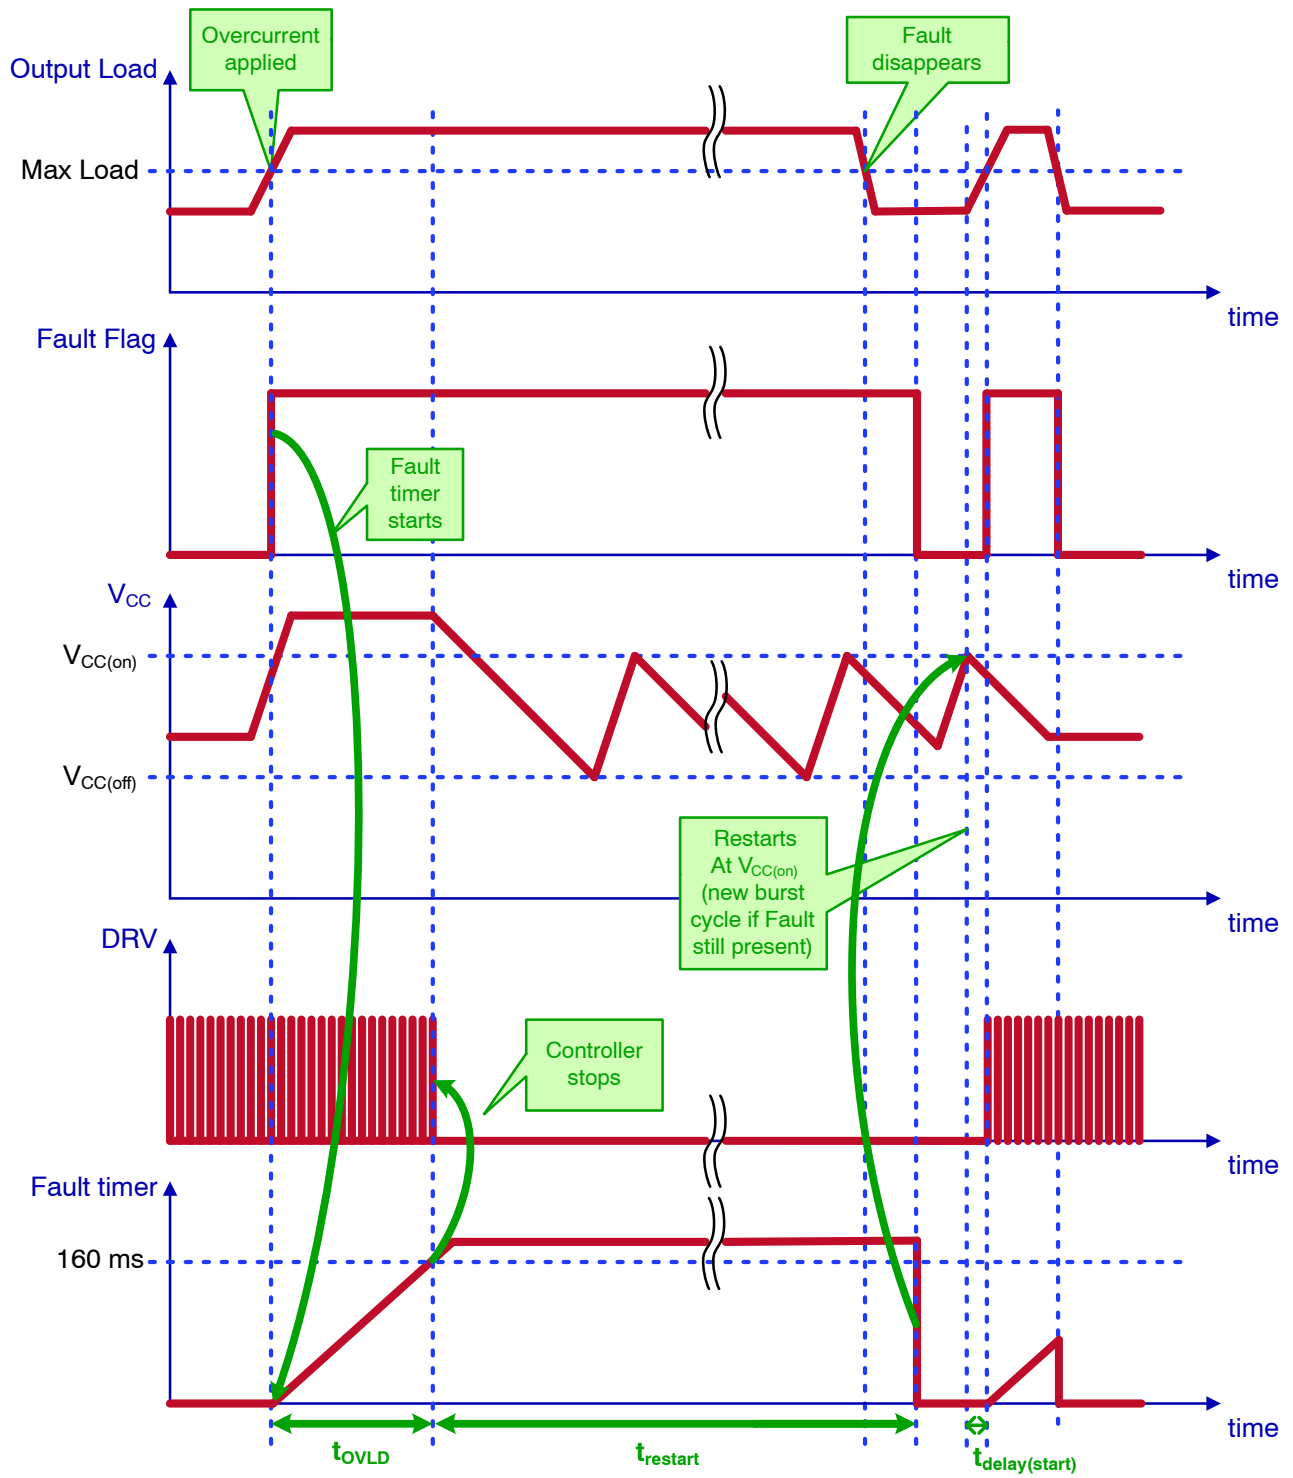 Overcurrent
applied
Fault
disappears
Output Load
Max Load
time
Fault Flag
Fault
timer
starts
time
VCC
VCC(on)
VCC(off)
Restarts
At VCC(on)
(new burst
cycle if Fault
still present)
time
DRV
Controller
stops
time
Fault timer
160 ms
time
tOVLD
trestart
tdelay(start)